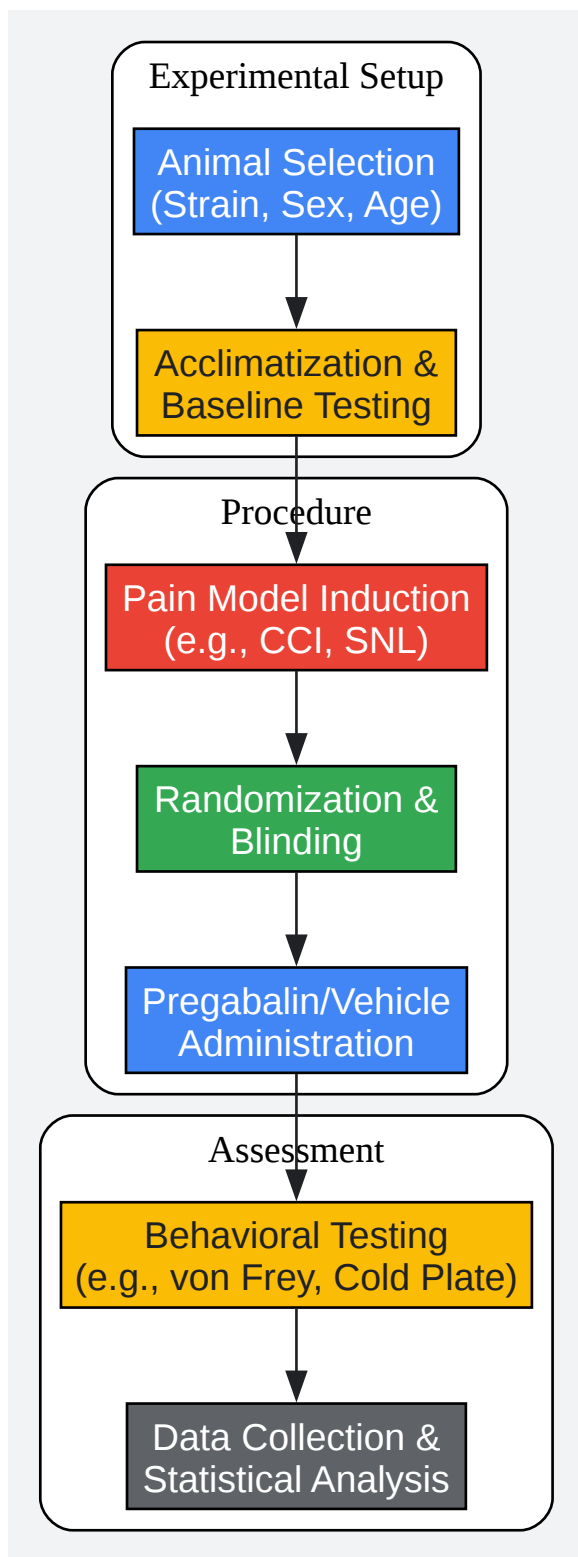 Experimental Setup
Animal Selection
(Strain, Sex, Age)
Acclimatization &
Baseline Testing
Procedure
Pain Model Induction
(e.g., CCI, SNL)
Randomization &
Blinding
Pregabalin/Vehicle
Administration
Assessment
Behavioral Testing
(e.g., von Frey, Cold Plate)
Data Collection &
Statistical Analysis